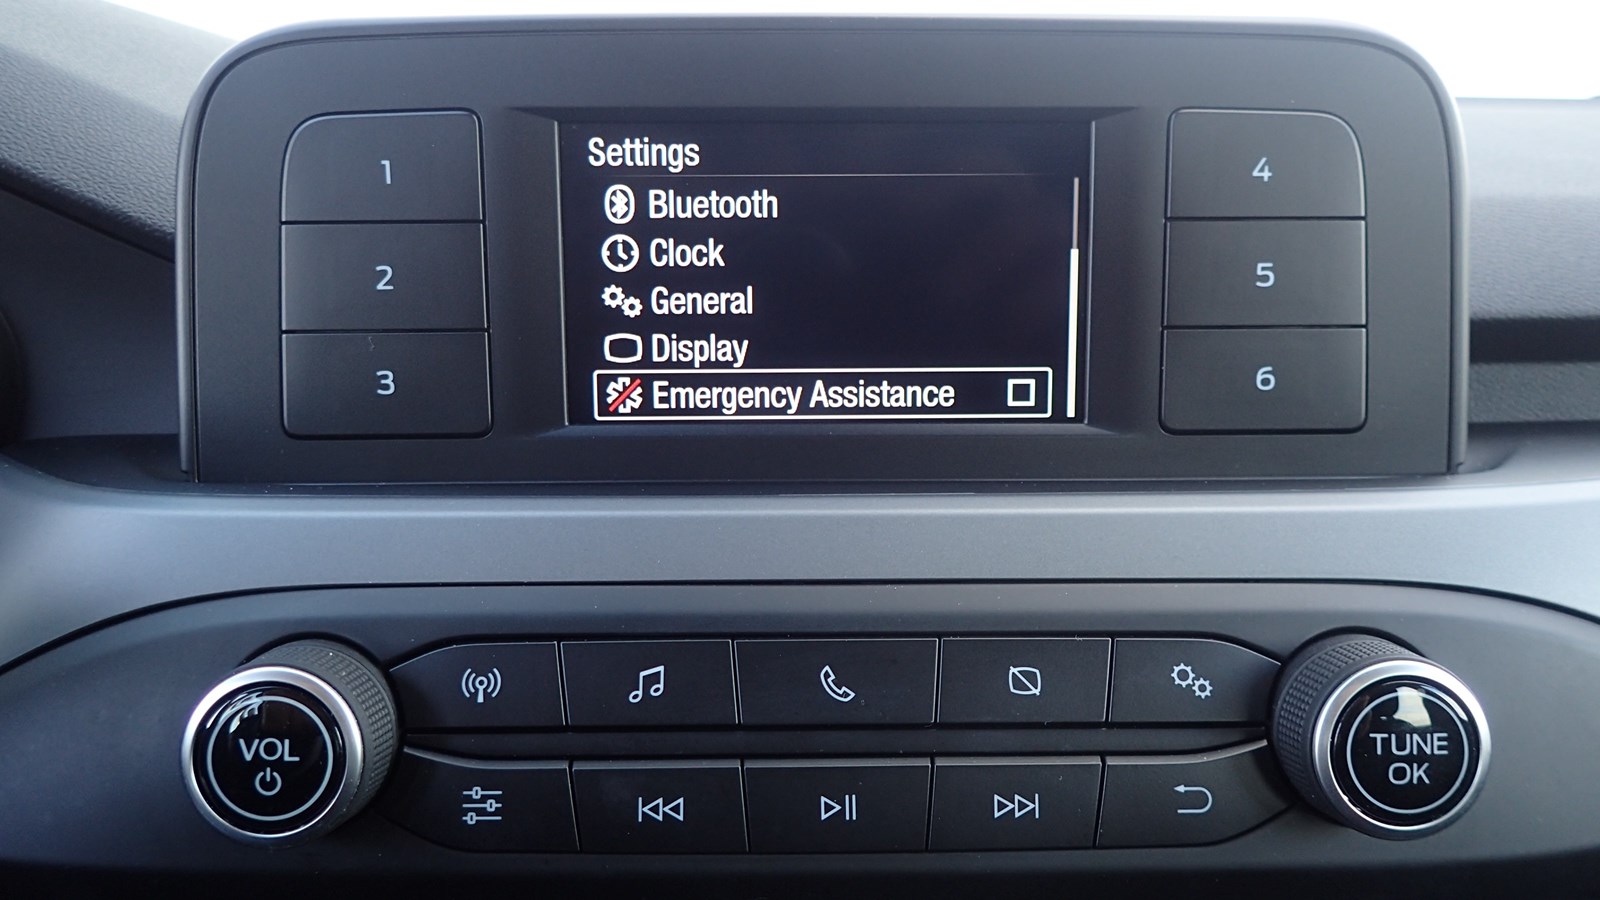 Settings
Bluetooth
Clock
General
Display
Emergency Assistance
1
2
3
4
5
6
VOL
TUNE
OK